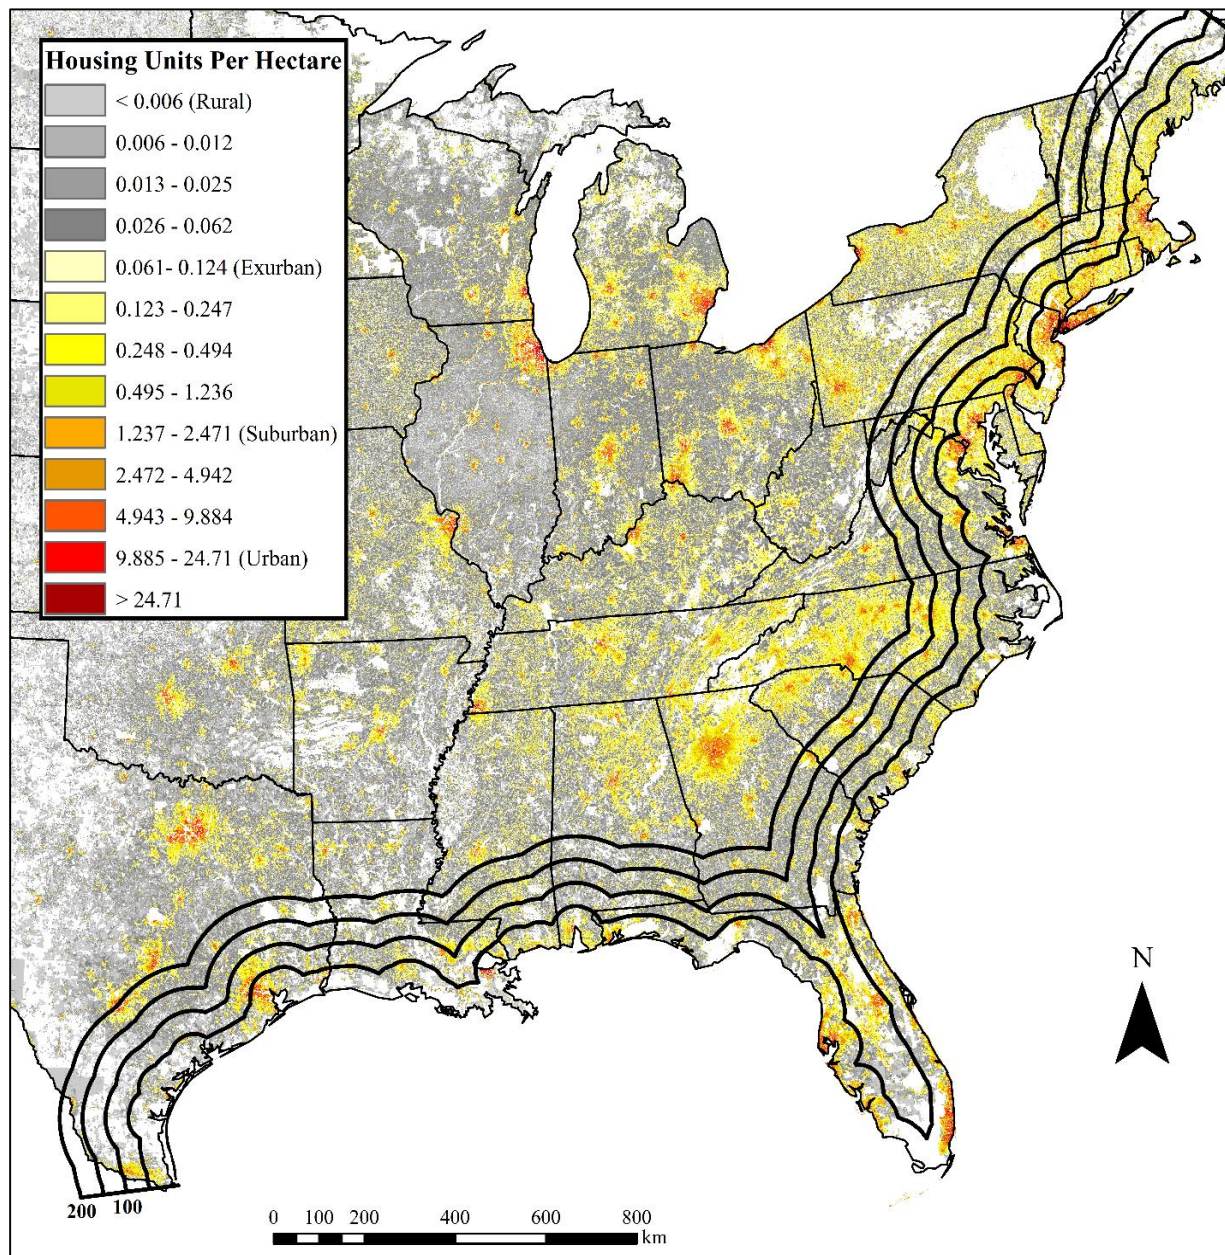 Housing Units Per Hectare
< 0.006 (Rural)
0.006 - 0.012
0.013 - 0.025
0.026 - 0.062
0.061- 0.124 (Exurban)
0.123 - 0.247
0.248 - 0.494
0.495 - 1.236
1.237 - 2.471 (Suburban)
2.472 - 4.942
4.943 - 9.884
9.885 - 24.71 (Urban)
> 24.71
N
200 100
0 100 200 400 600 800
km